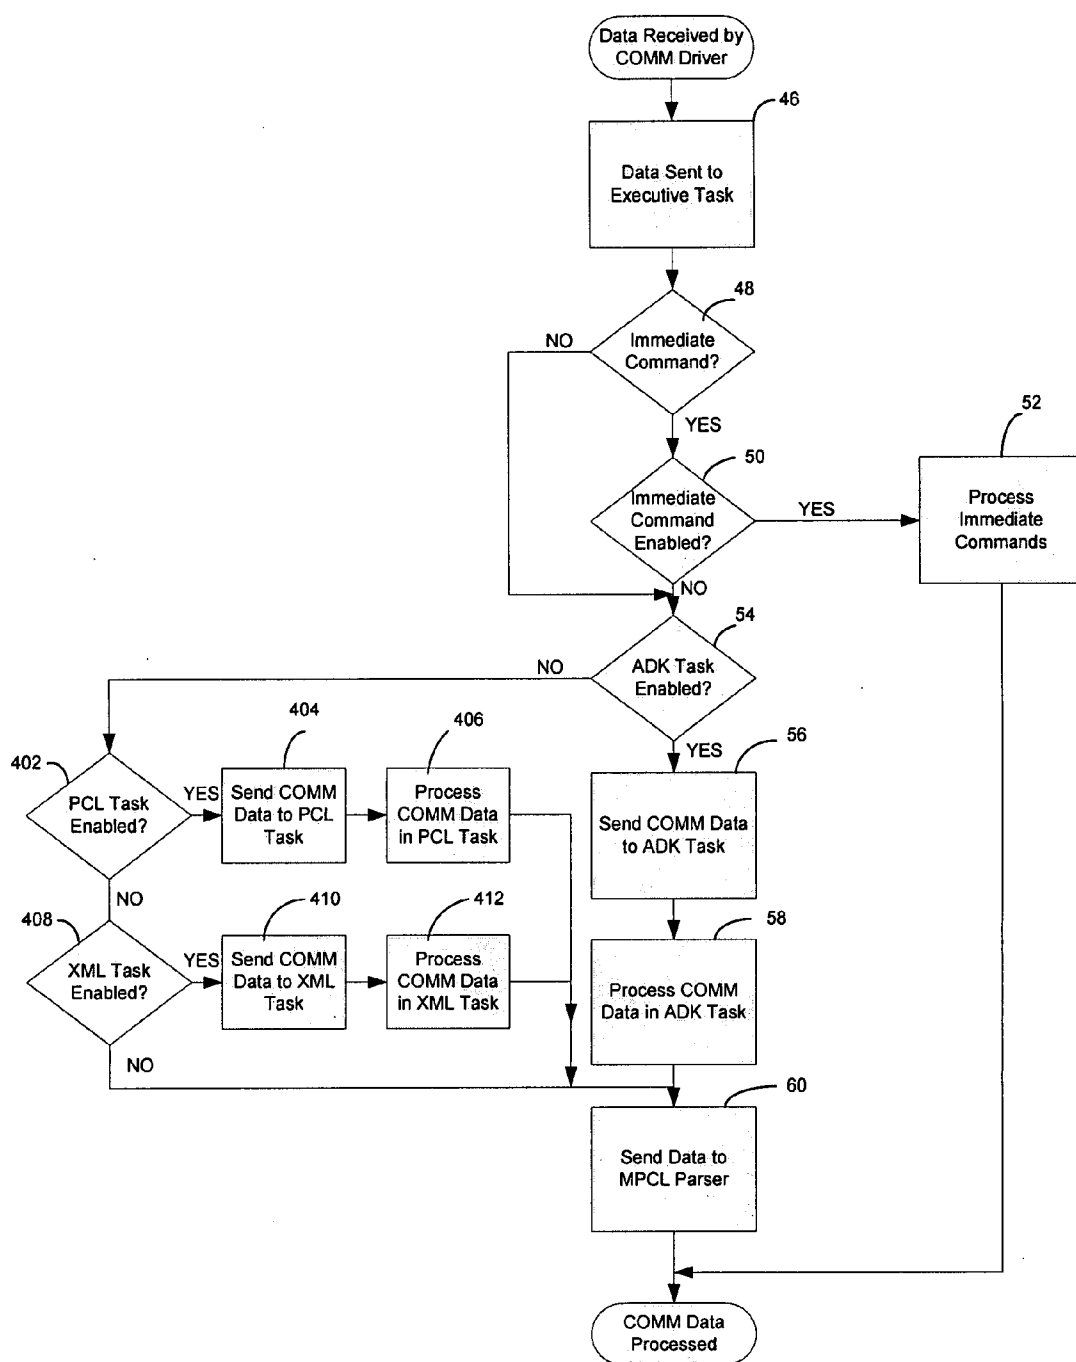 Data Received by
COMM Driver
46
Data Sent to
Executive Task
48
Immediate
Command?
NO
YES
50
Immediate
Command
Enabled?
YES
52
Process
Immediate
Commands
NO
54
ADK Task
Enabled?
NO
YES
402
PCL Task
Enabled?
YES
404
Send COMM
Data to PCL
Task
406
Process
COMM Data
in PCL Task
56
Send COMM Data
to ADK Task
NO
408
XML Task
Enabled?
YES
410
Send COMM
Data to XML
Task
412
Process
COMM Data
in XML Task
58
Process COMM
Data in ADK Task
NO
60
Send Data to
MPCL Parser
COMM Data
Processed